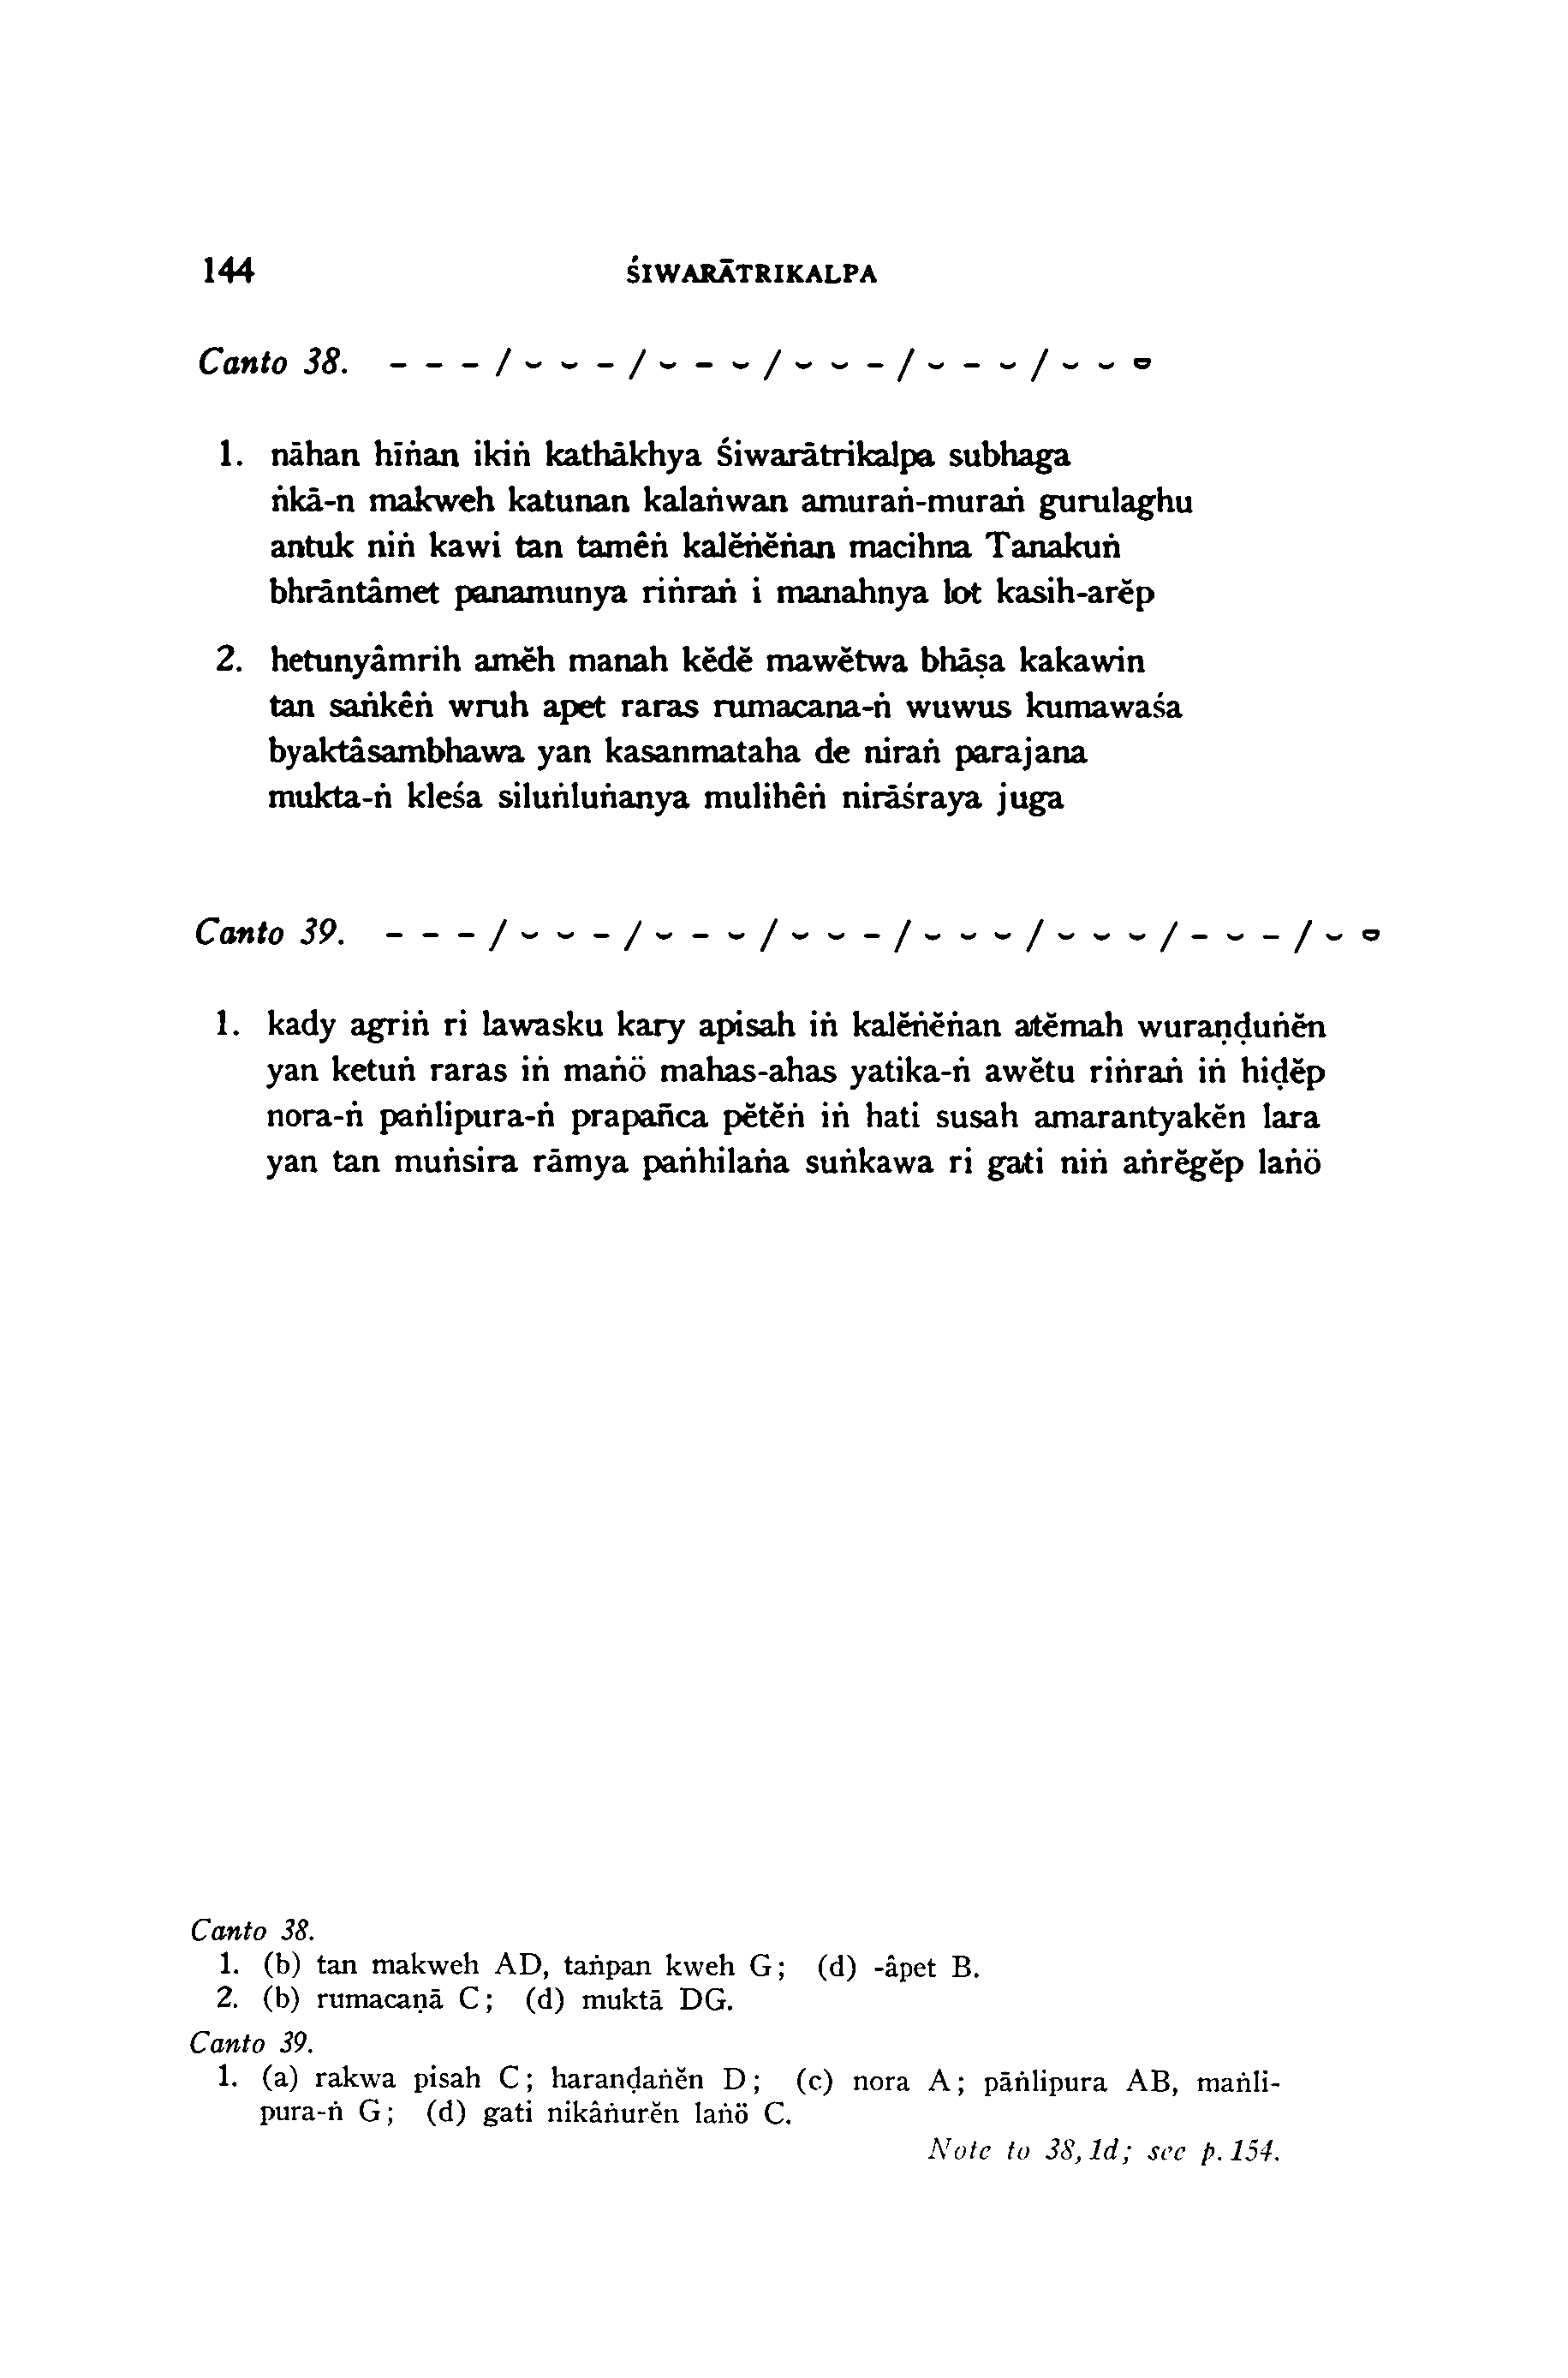 144 ŚIWARĀTRIKALPA
Canto 38. - - - / ⏑ ⏑ - / ⏑ - ⏑ / ⏑ ⏑ - / ⏑ - ⏑ / ⏑ ⏑ ⏓
1. nāhan hīṅan ikiṅ kathākhya Śiwarātrikalpa subhaga
ṅkā-n makweh katunan kalaṅwan amuraṅ-muraṅ gurulaghu
antuk niṅ kawi tan tamêṅ kalĕṅĕṅan macihna Tanakuṅ
bhrāntâmet panamunya riṅraṅ i manahnya lot kasih-arĕp
2. hetunyâmrih amĕh manah kĕdĕ mawĕtwa bhāṣa kakawin
tan saṅkêṅ wruh apet raras rumacana-ṅ wuwus kumawaśa
byaktâsambhawa yan kasanmataha de niraṅ parajana
mukta-ṅ kleśa siluṅluṅanya mulihêṅ nirāśraya juga
Canto 39. - - - / ⏑ ⏑ - / ⏑ - ⏑ / ⏑ ⏑ - / ⏑ ⏑ ⏑ / ⏑ ⏑ ⏑ / - ⏑ - / ⏑ ⏓
1. kady agriṅ ri lawasku kary apisah iṅ kalĕṅĕṅan atĕmah wuraṇḍuṅĕn
yan ketuṅ raras iṅ maṅö mahas-ahas yatika-ṅ awĕtu riṅraṅ iṅ hiḍĕp
nora-ṅ paṅlipura-ṅ prapañca pĕtĕṅ iṅ hati susah amarantyakĕn lara
yan tan muṅsira rāmya paṅhilaṅa suṅkawa ri gati niṅ aṅrĕgĕp laṅö
Canto 38.
1. (b) tan makweh AD, taṅpan kweh G; (d) -âpet B.
2. (b) rumacaṇā C; (d) muktā DG.
Canto 39.
1. (a) rakwa pisah C; haraṇḍaṅĕn D; (c) nora A; pāṅlipura AB, maṅli-
pura-ṅ G; (d) gati nikâṅurĕn laṅö C.
Note to 38,1d; see p. 154.